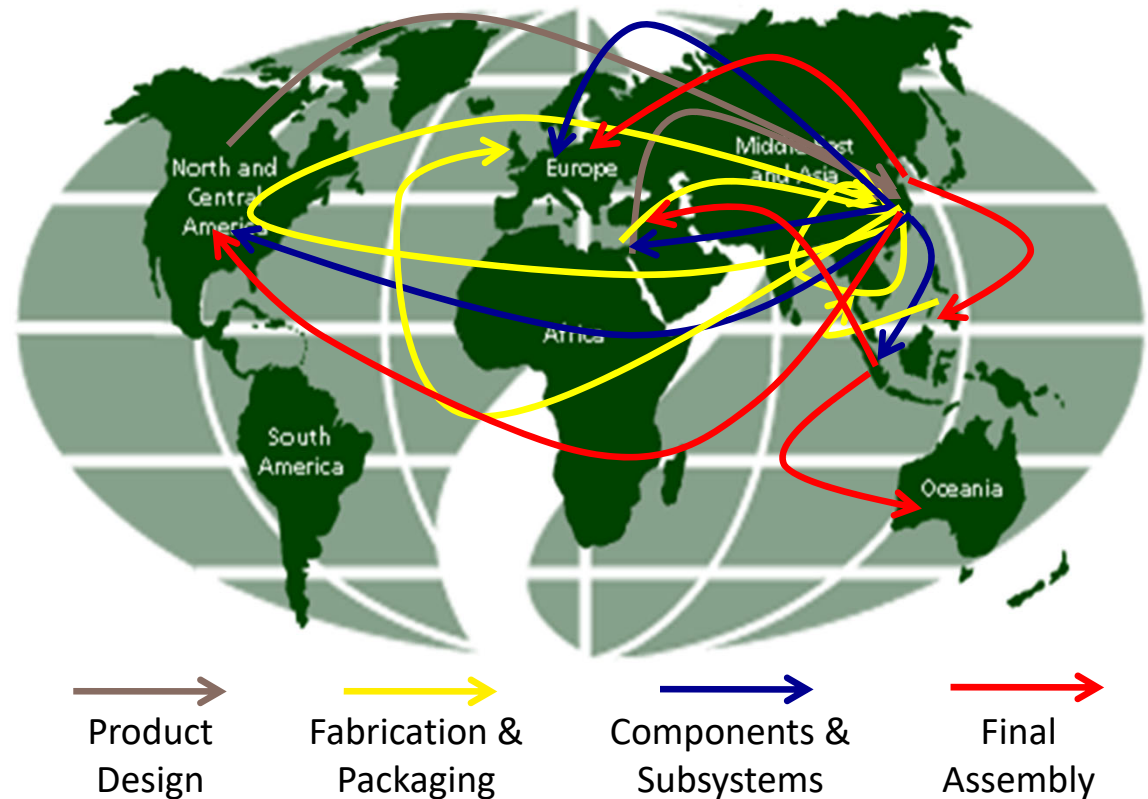 North and
Central
America
Europe
Middle East
and Asia
Africa
South
America
Oceania
Product
Design
Fabrication &
Packaging
Components &
Subsystems
Final
Assembly